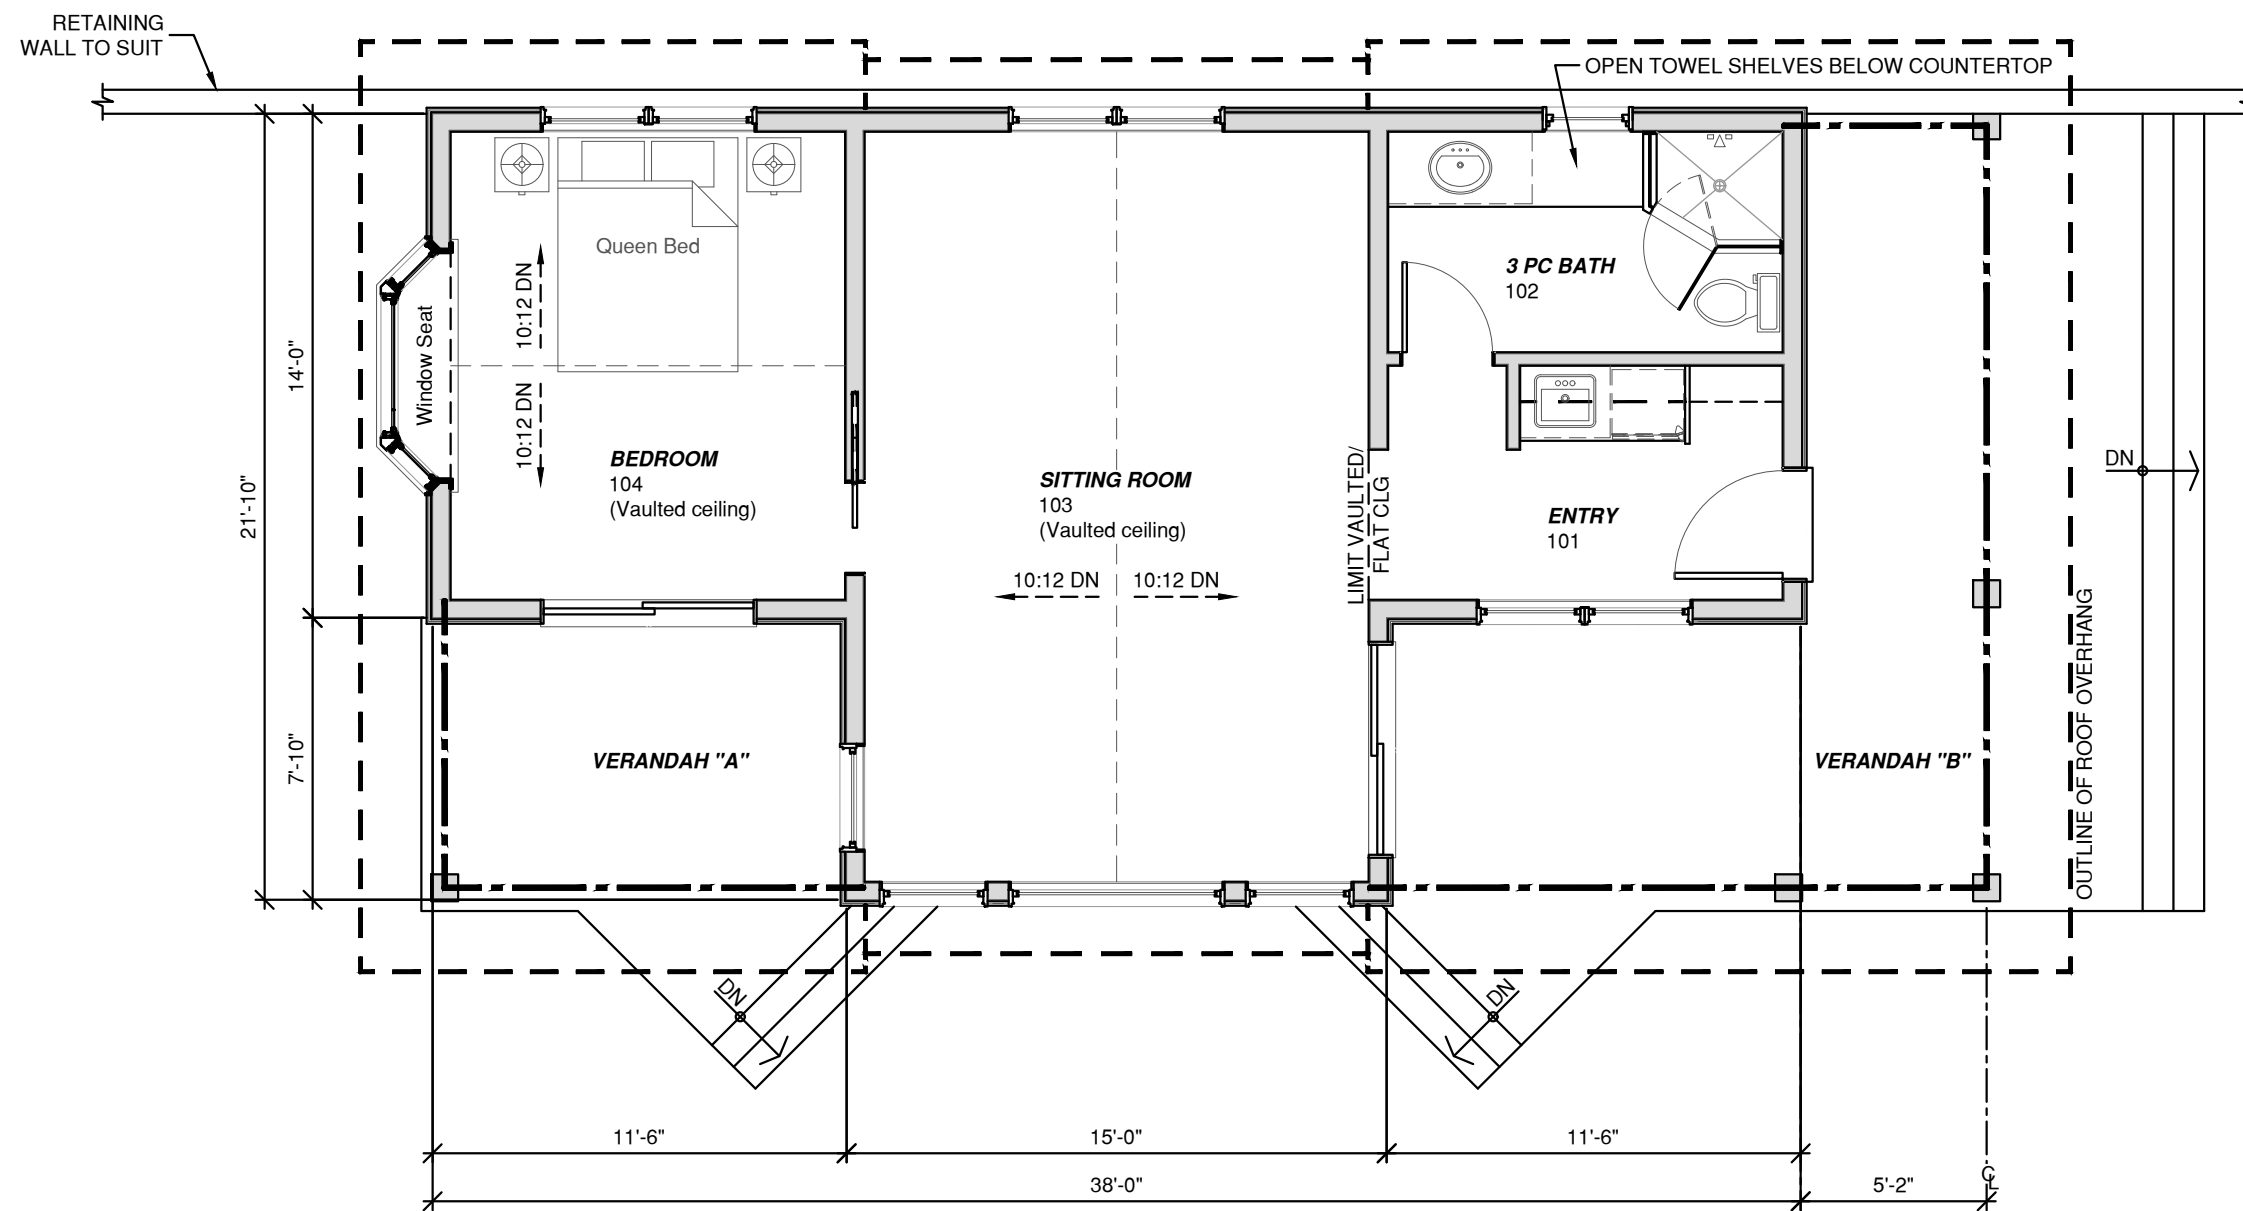 RETAINING
WALL TO SUIT
OPEN TOWEL SHELVES BELOW COUNTERTOP
Queen Bed
10:12 DN
10:12 DN
Window Seat
3 PC BATH
102
14'-0"
21'-10"
7'-10"
BEDROOM
104
(Vaulted ceiling)
SITTING ROOM
103
(Vaulted ceiling)
10:12 DN
10:12 DN
LIMIT VAULTED/
FLAT CLG
ENTRY
101
DN
VERANDAH "A"
VERANDAH "B"
OUTLINE OF ROOF OVERHANG
DN
DN
11'-6"
15'-0"
11'-6"
38'-0"
5'-2"
CL